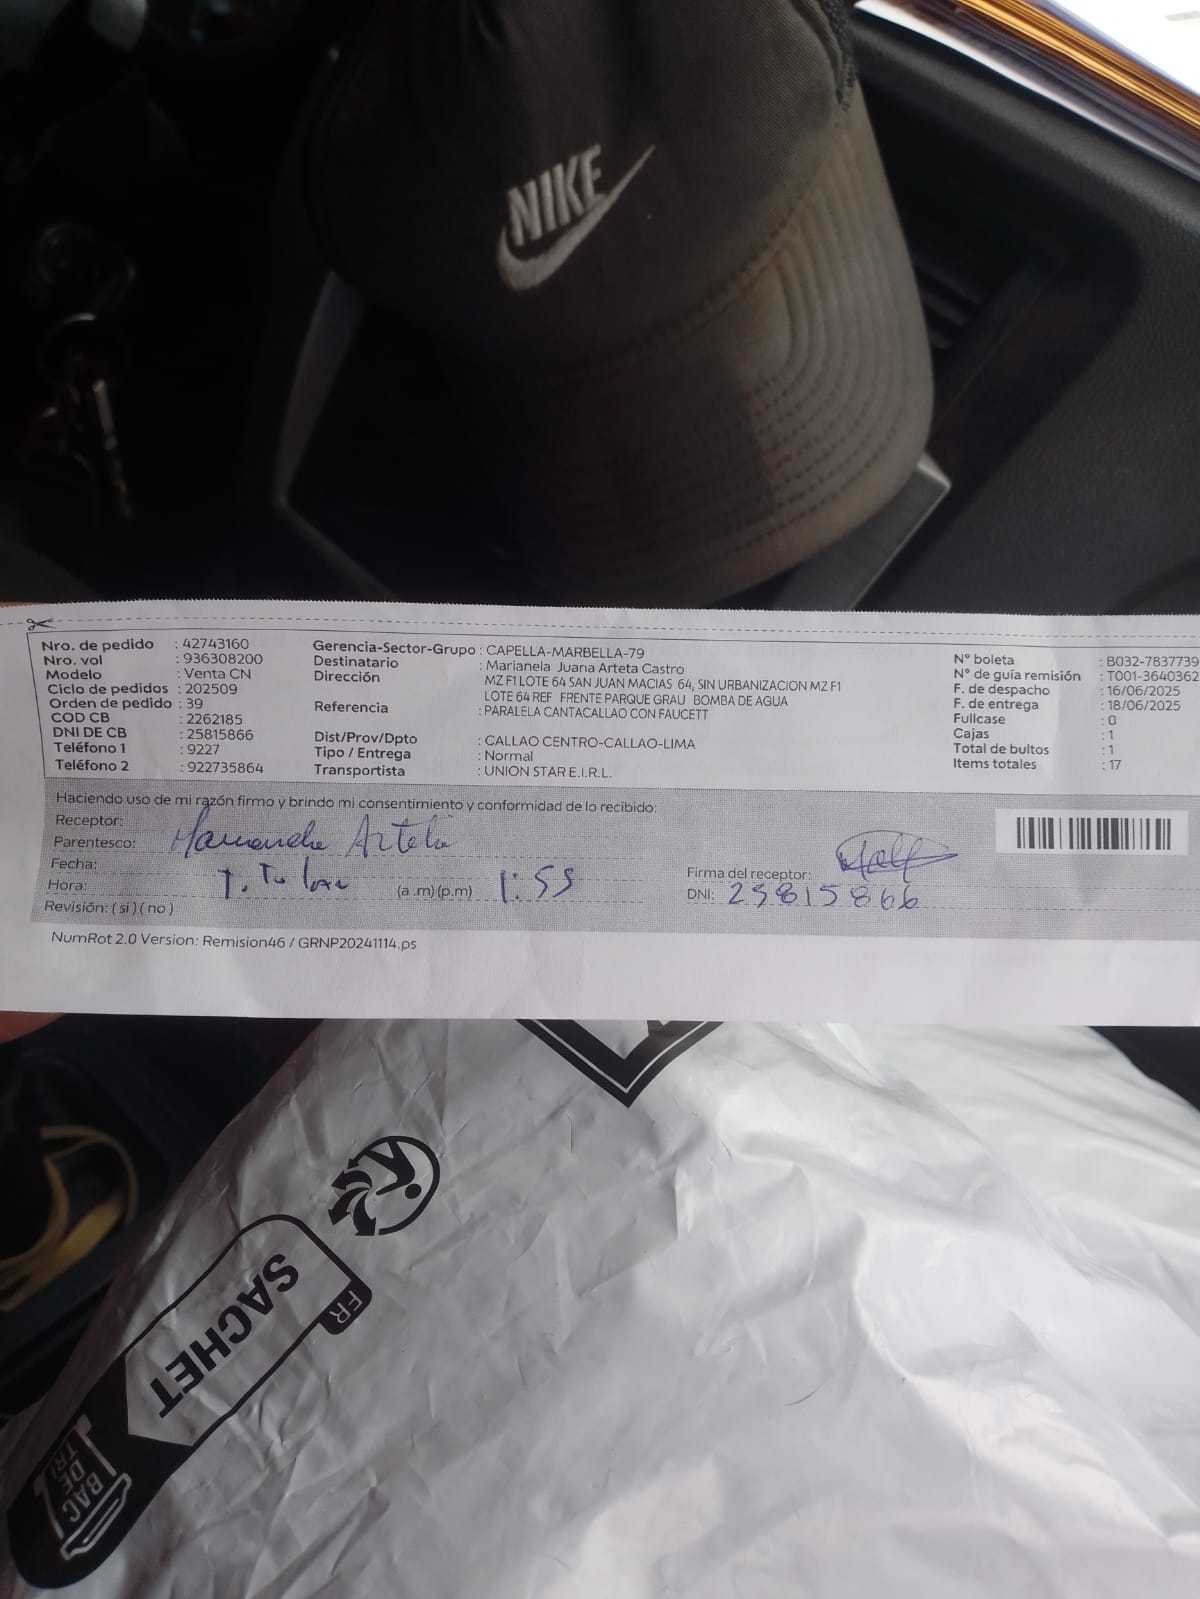 NIKE
Nro. de pedido : 42743160
Nro. vol : 936308200
Modelo : Venta CN
Ciclo de pedidos : 202509
Orden de pedido : 39
COD CB : 2262185
DNI DE CB : 25815866
Teléfono 1 : 9227
Teléfono 2 : 922735864
Gerencia-Sector-Grupo : CAPELLA-MARBELLA-79
Destinatario : Marianela Juana Arteta Castro
Dirección MZ F1 LOTE 64 SAN JUAN MACIAS 64, SIN URBANIZACION MZ F1
LOTE 64 REF FRENTE PARQUE GRAU BOMBA DE AGUA
Referencia : PARALELA CANTACALLAO CON FAUCETT
Dist/Prov/Dpto : CALLAO CENTRO-CALLAO-LIMA
Tipo / Entrega : Normal
Transportista : UNION STAR E.I.R.L.
N° boleta : B032-7837739
N° de guía remisión : T001-3640362
F. de despacho : 16/06/2025
F. de entrega : 18/06/2025
Fullcase : 0
Cajas : 1
Total de bultos : 1
Items totales : 17
Haciendo uso de mi razón firmo y brindo mi consentimiento y conformidad de lo recibido:
Receptor:
Parentesco: Arteta
Fecha:
Hora: (a .m) (p.m) 1:55
Revisión: ( si ) ( no )
Firma del receptor:
DNI: 25815866
NumRot 2.0 Version: Remision46 / GRNP20241114.ps
FR
SACHET
BAC
DE
TRI